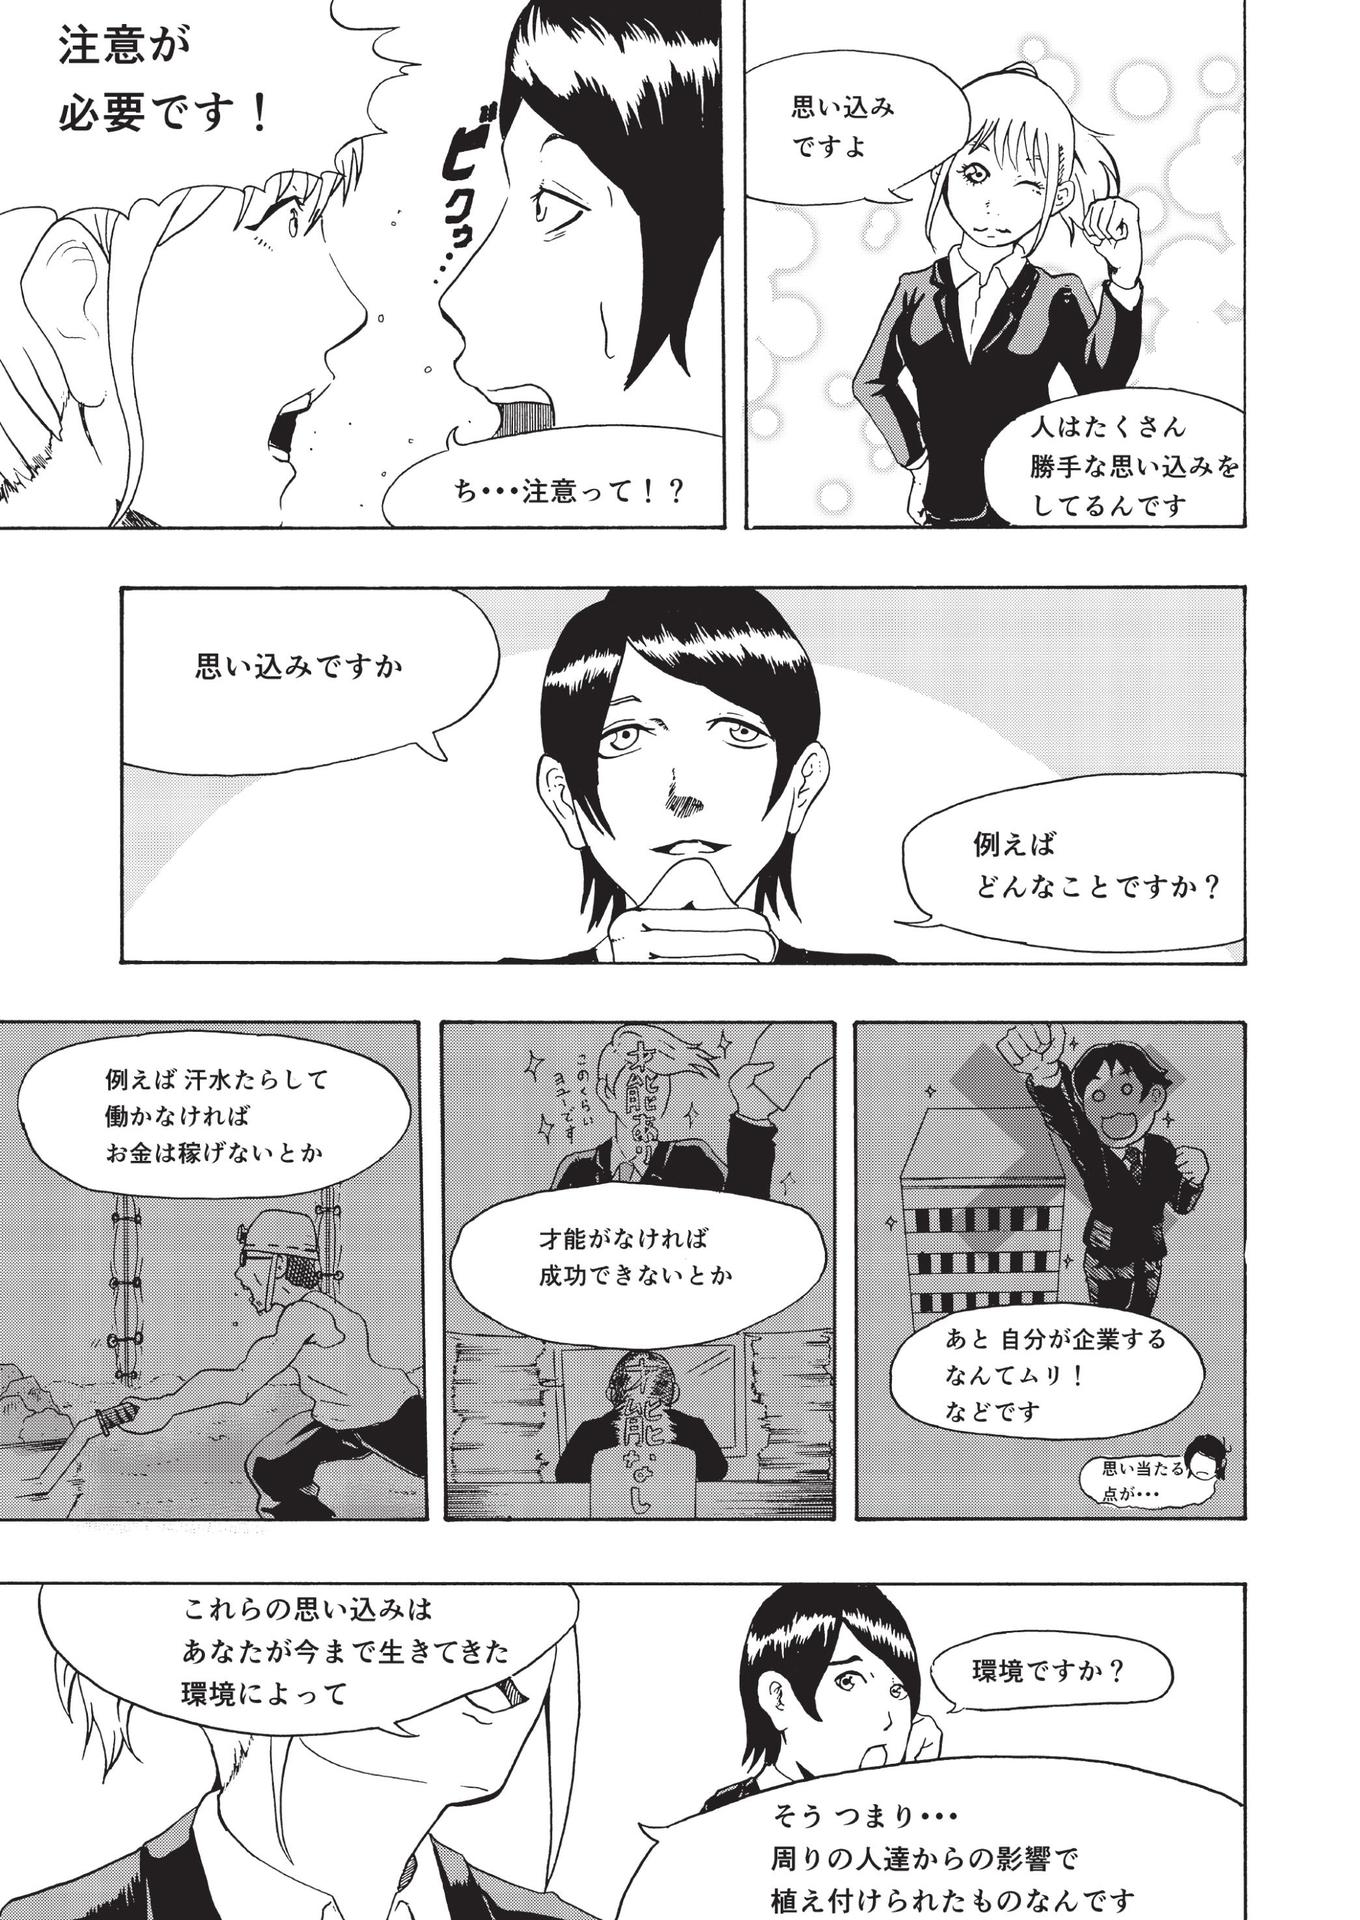 注意が
必要です！
ビクゥ・・・
ち・・・注意って！？
思い込み
ですよ
人はたくさん
勝手な思い込みを
してるんです
思い込みですか
例えば
どんなことですか？
例えば 汗水たらして
働かなければ
お金は稼げないとか
才能あり
このくらい
ヨユーです
才能がなければ
成功できないとか
才能なし
あと 自分が企業する
なんてムリ！
などです
思い当たる
点が・・・
これらの思い込みは
あなたが今まで生きてきた
環境によって
環境ですか？
そう つまり・・・
周りの人達からの影響で
植え付けられたものなんです